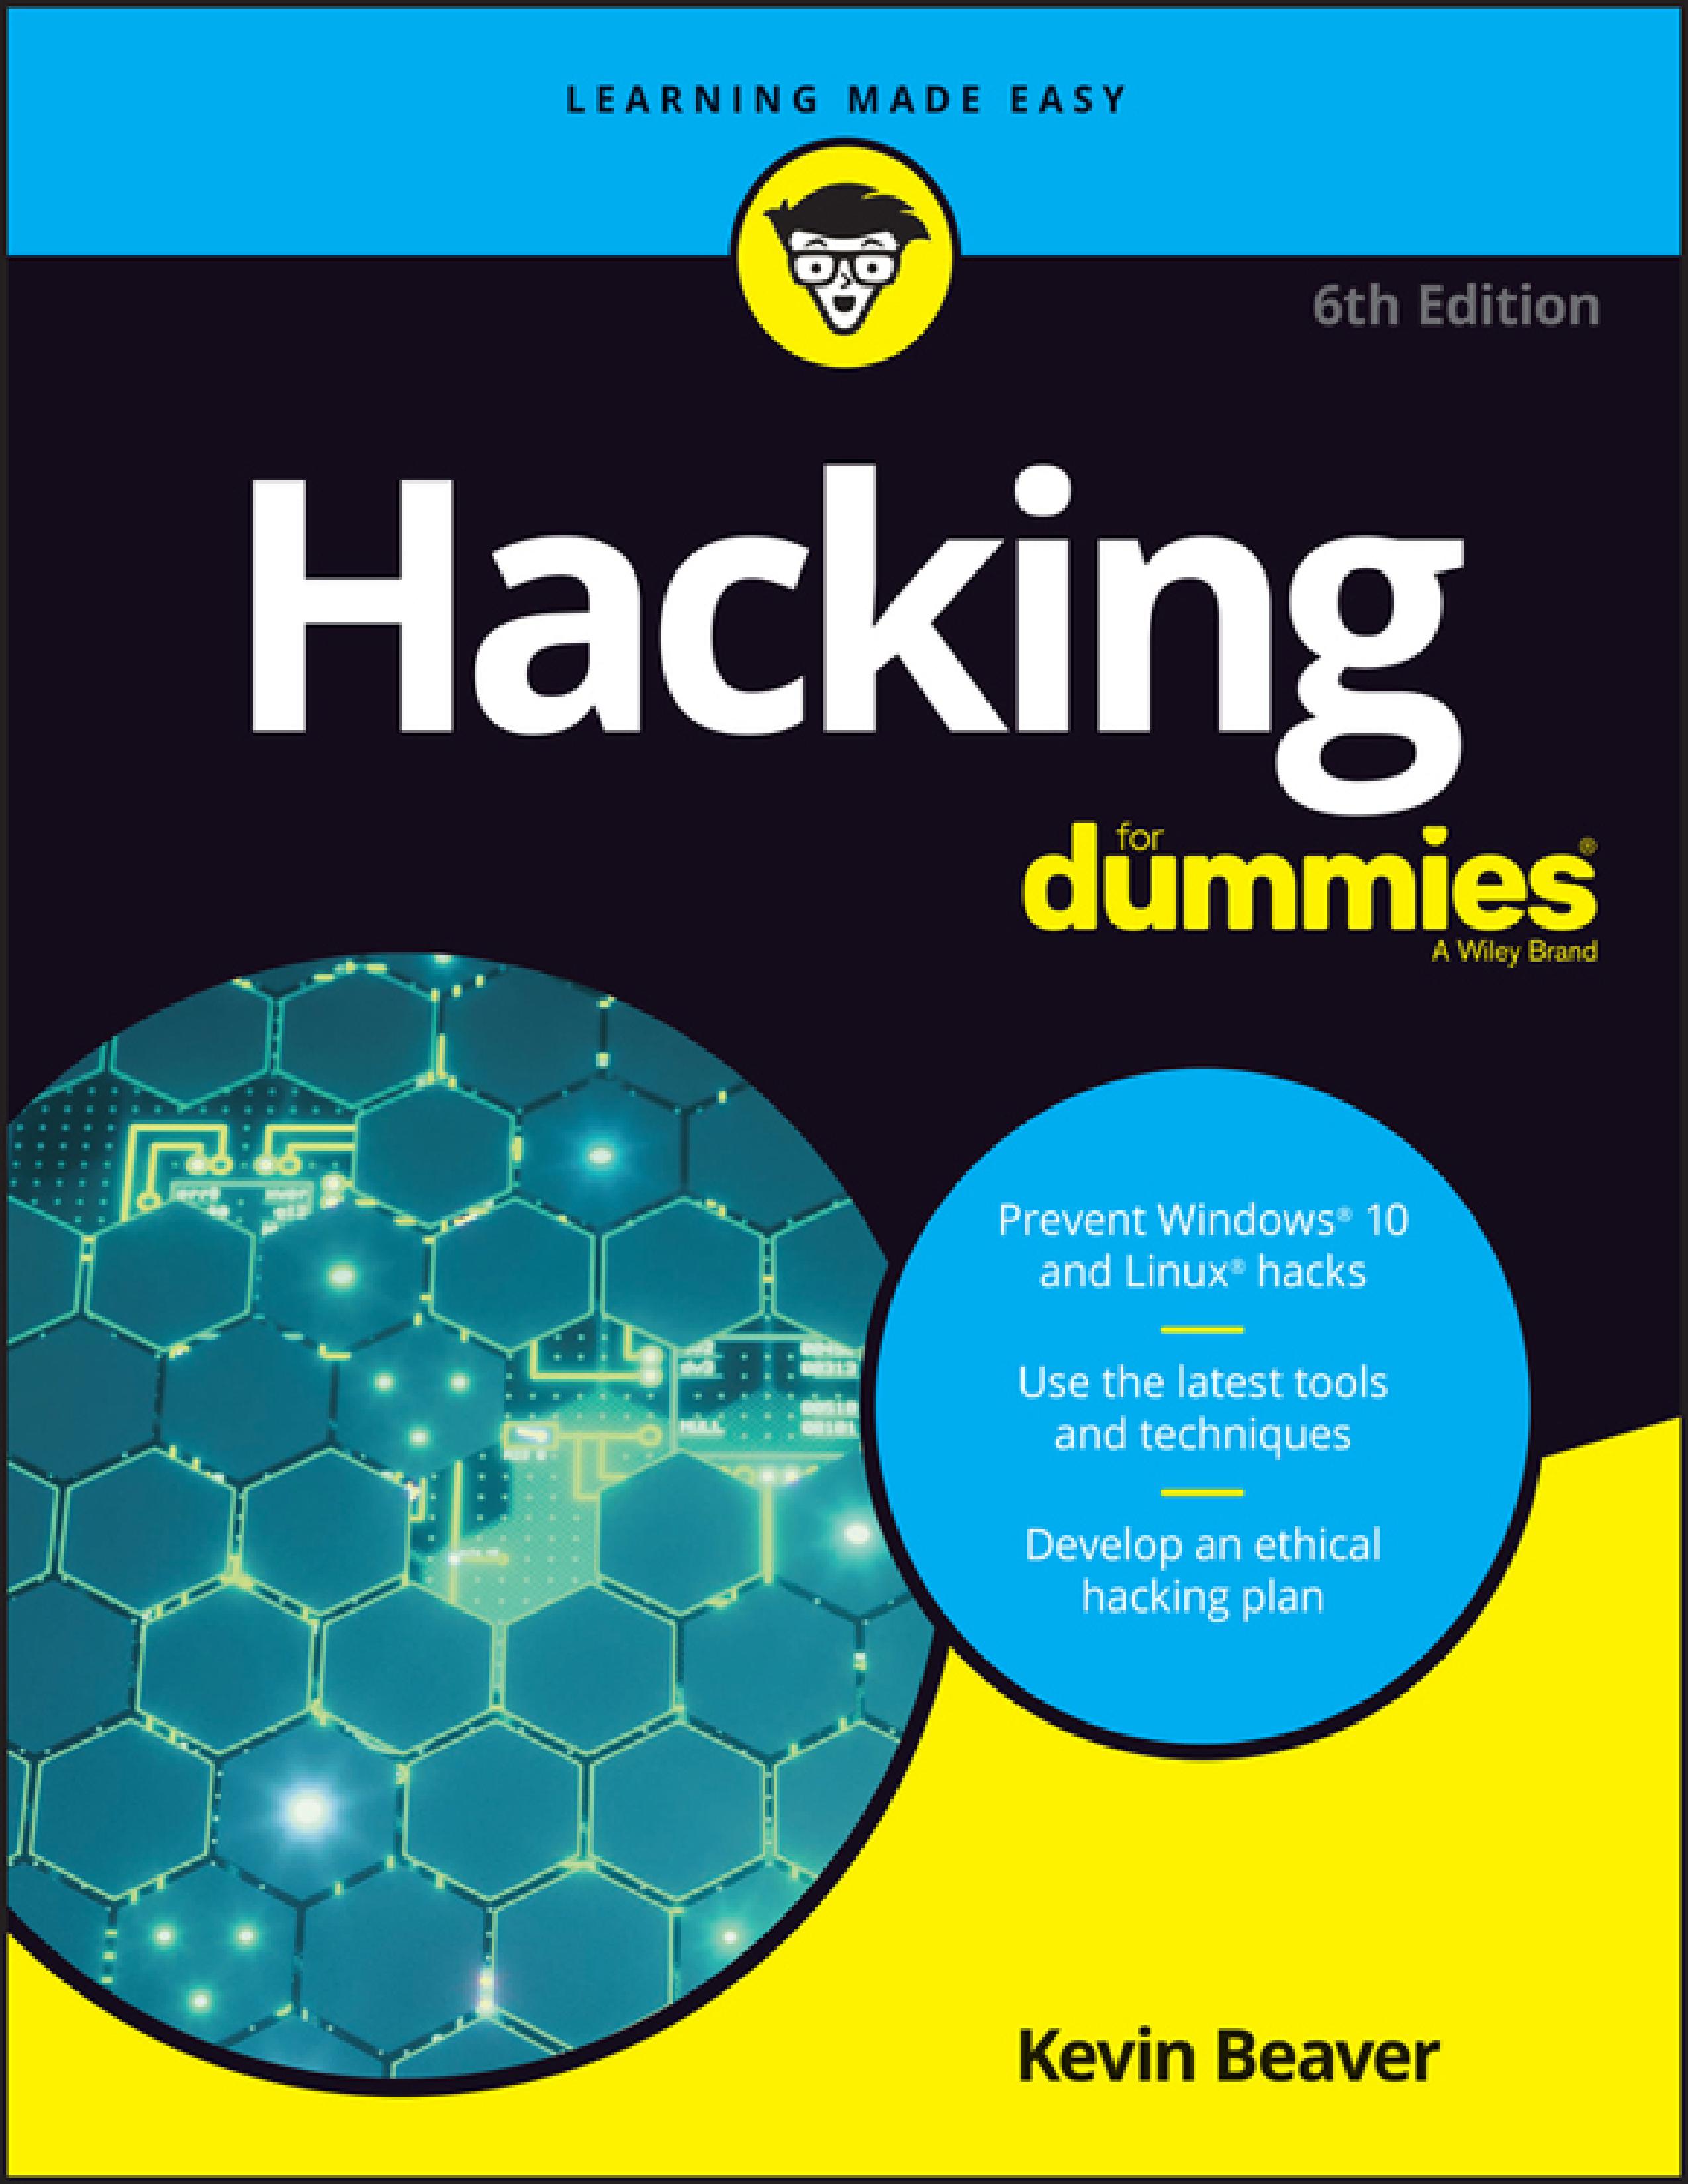 LEARNING MADE EASY
6th Edition
Hacking
for
dummies®
A Wiley Brand
Prevent Windows® 10
and Linux® hacks
Use the latest tools
and techniques
Develop an ethical
hacking plan
NULL
Kevin Beaver